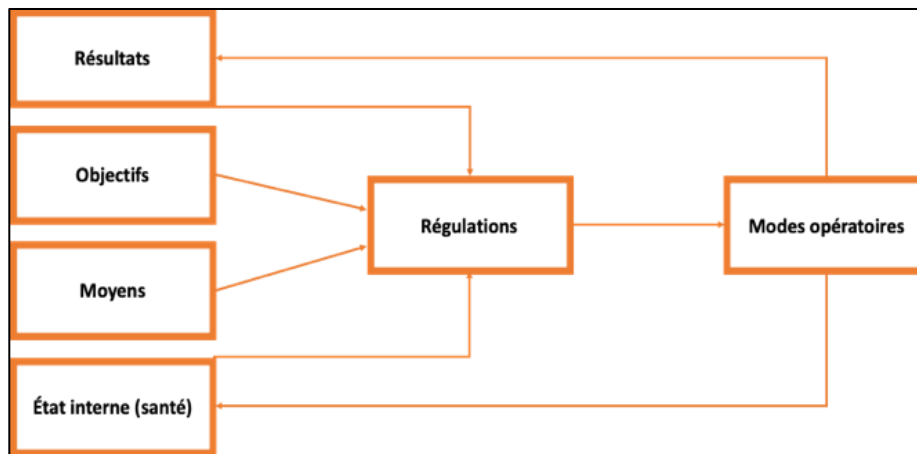 Résultats
Objectifs
Moyens
État interne (santé)
Régulations
Modes opératoires